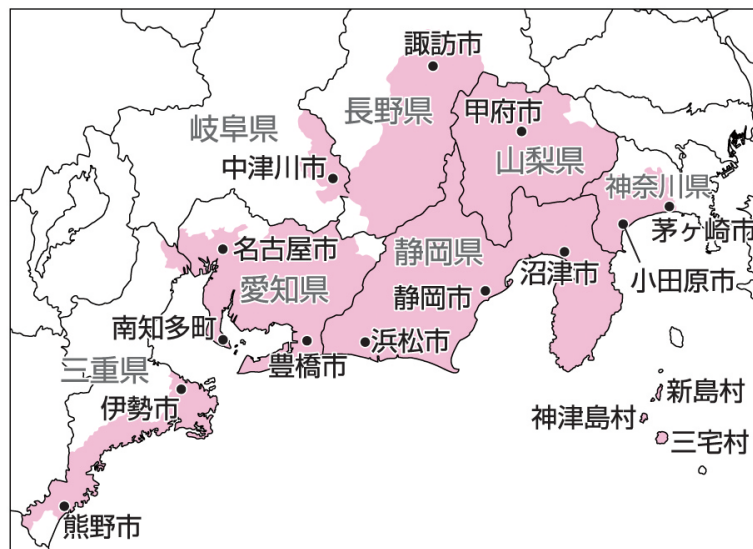 諏訪市
長野県
甲府市
岐阜県
中津川市
山梨県
神奈川県
茅ヶ崎市
名古屋市
静岡県
沼津市
小田原市
愛知県
静岡市
南知多町
豊橋市
浜松市
三重県
伊勢市
新島村
神津島村
三宅村
熊野市